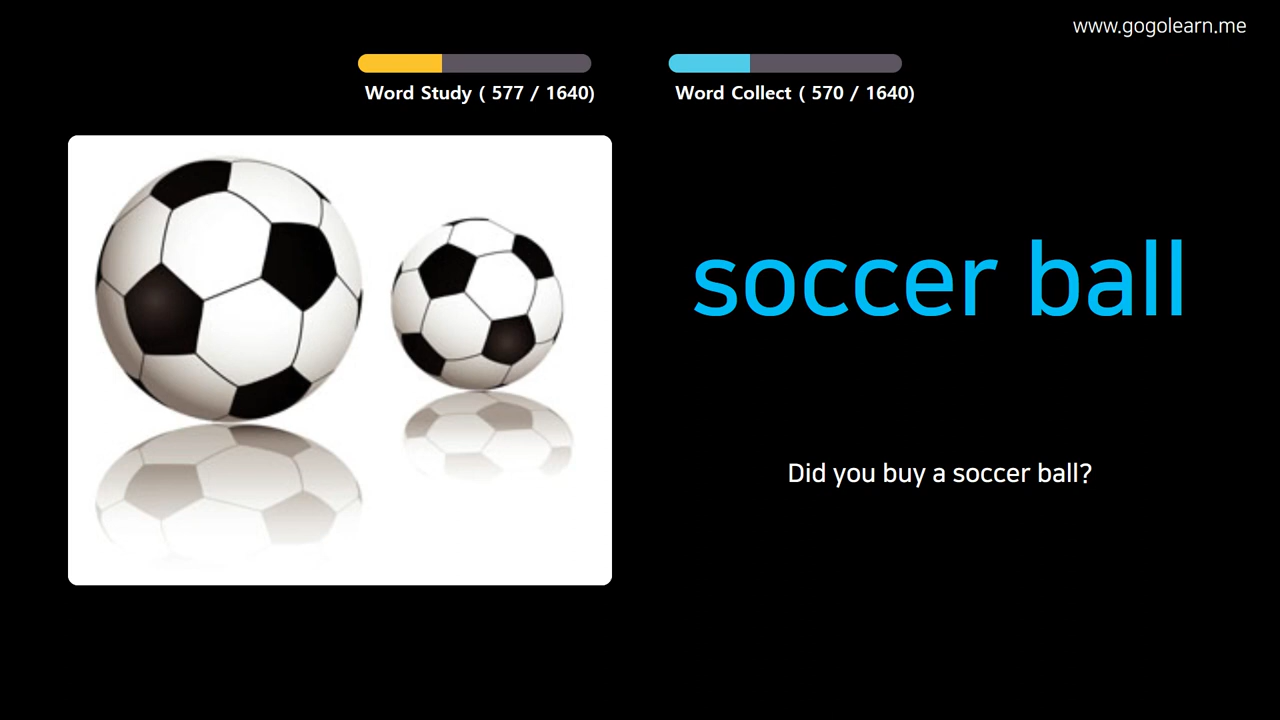 www.gogolearn.me
Word Study ( 577 / 1640)
Word Collect ( 570 / 1640)
soccer ball
Did you buy a soccer ball?